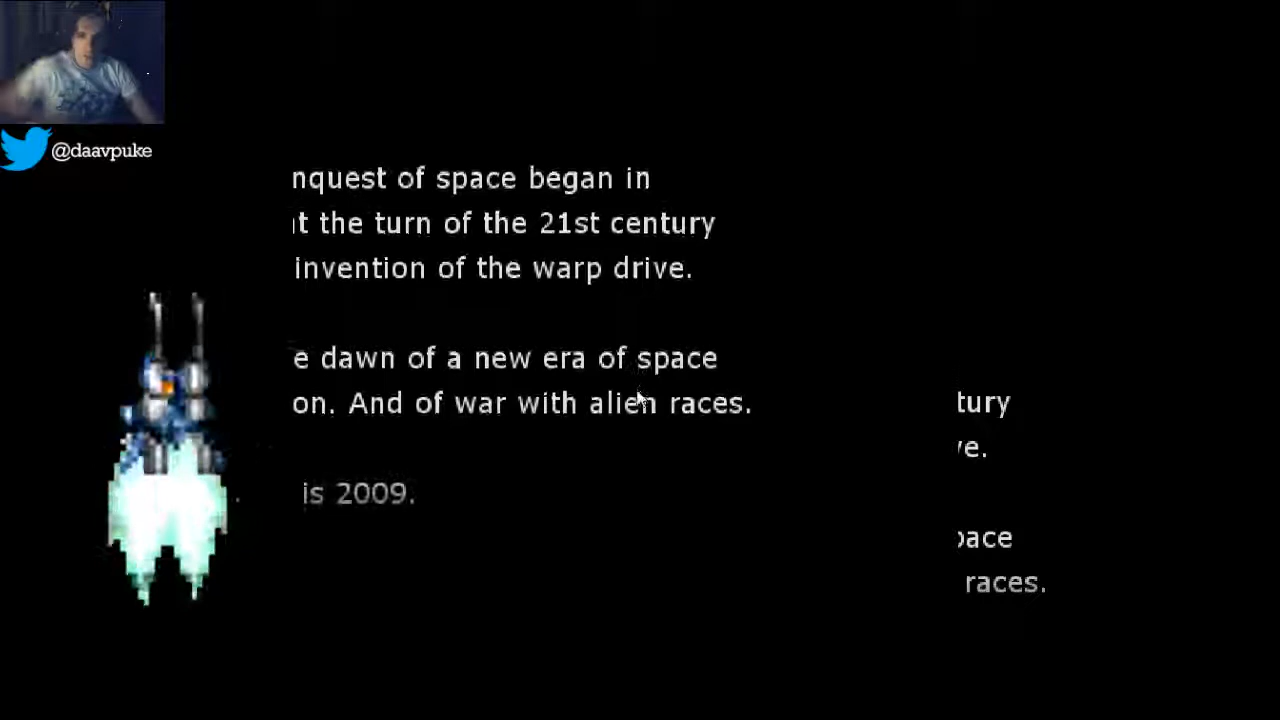 @daavpuke
nquest of space began in
t the turn of the 21st century
invention of the warp drive.
e dawn of a new era of space
on. And of war with alien races.
is 2009.
tury
ve.
pace
races.